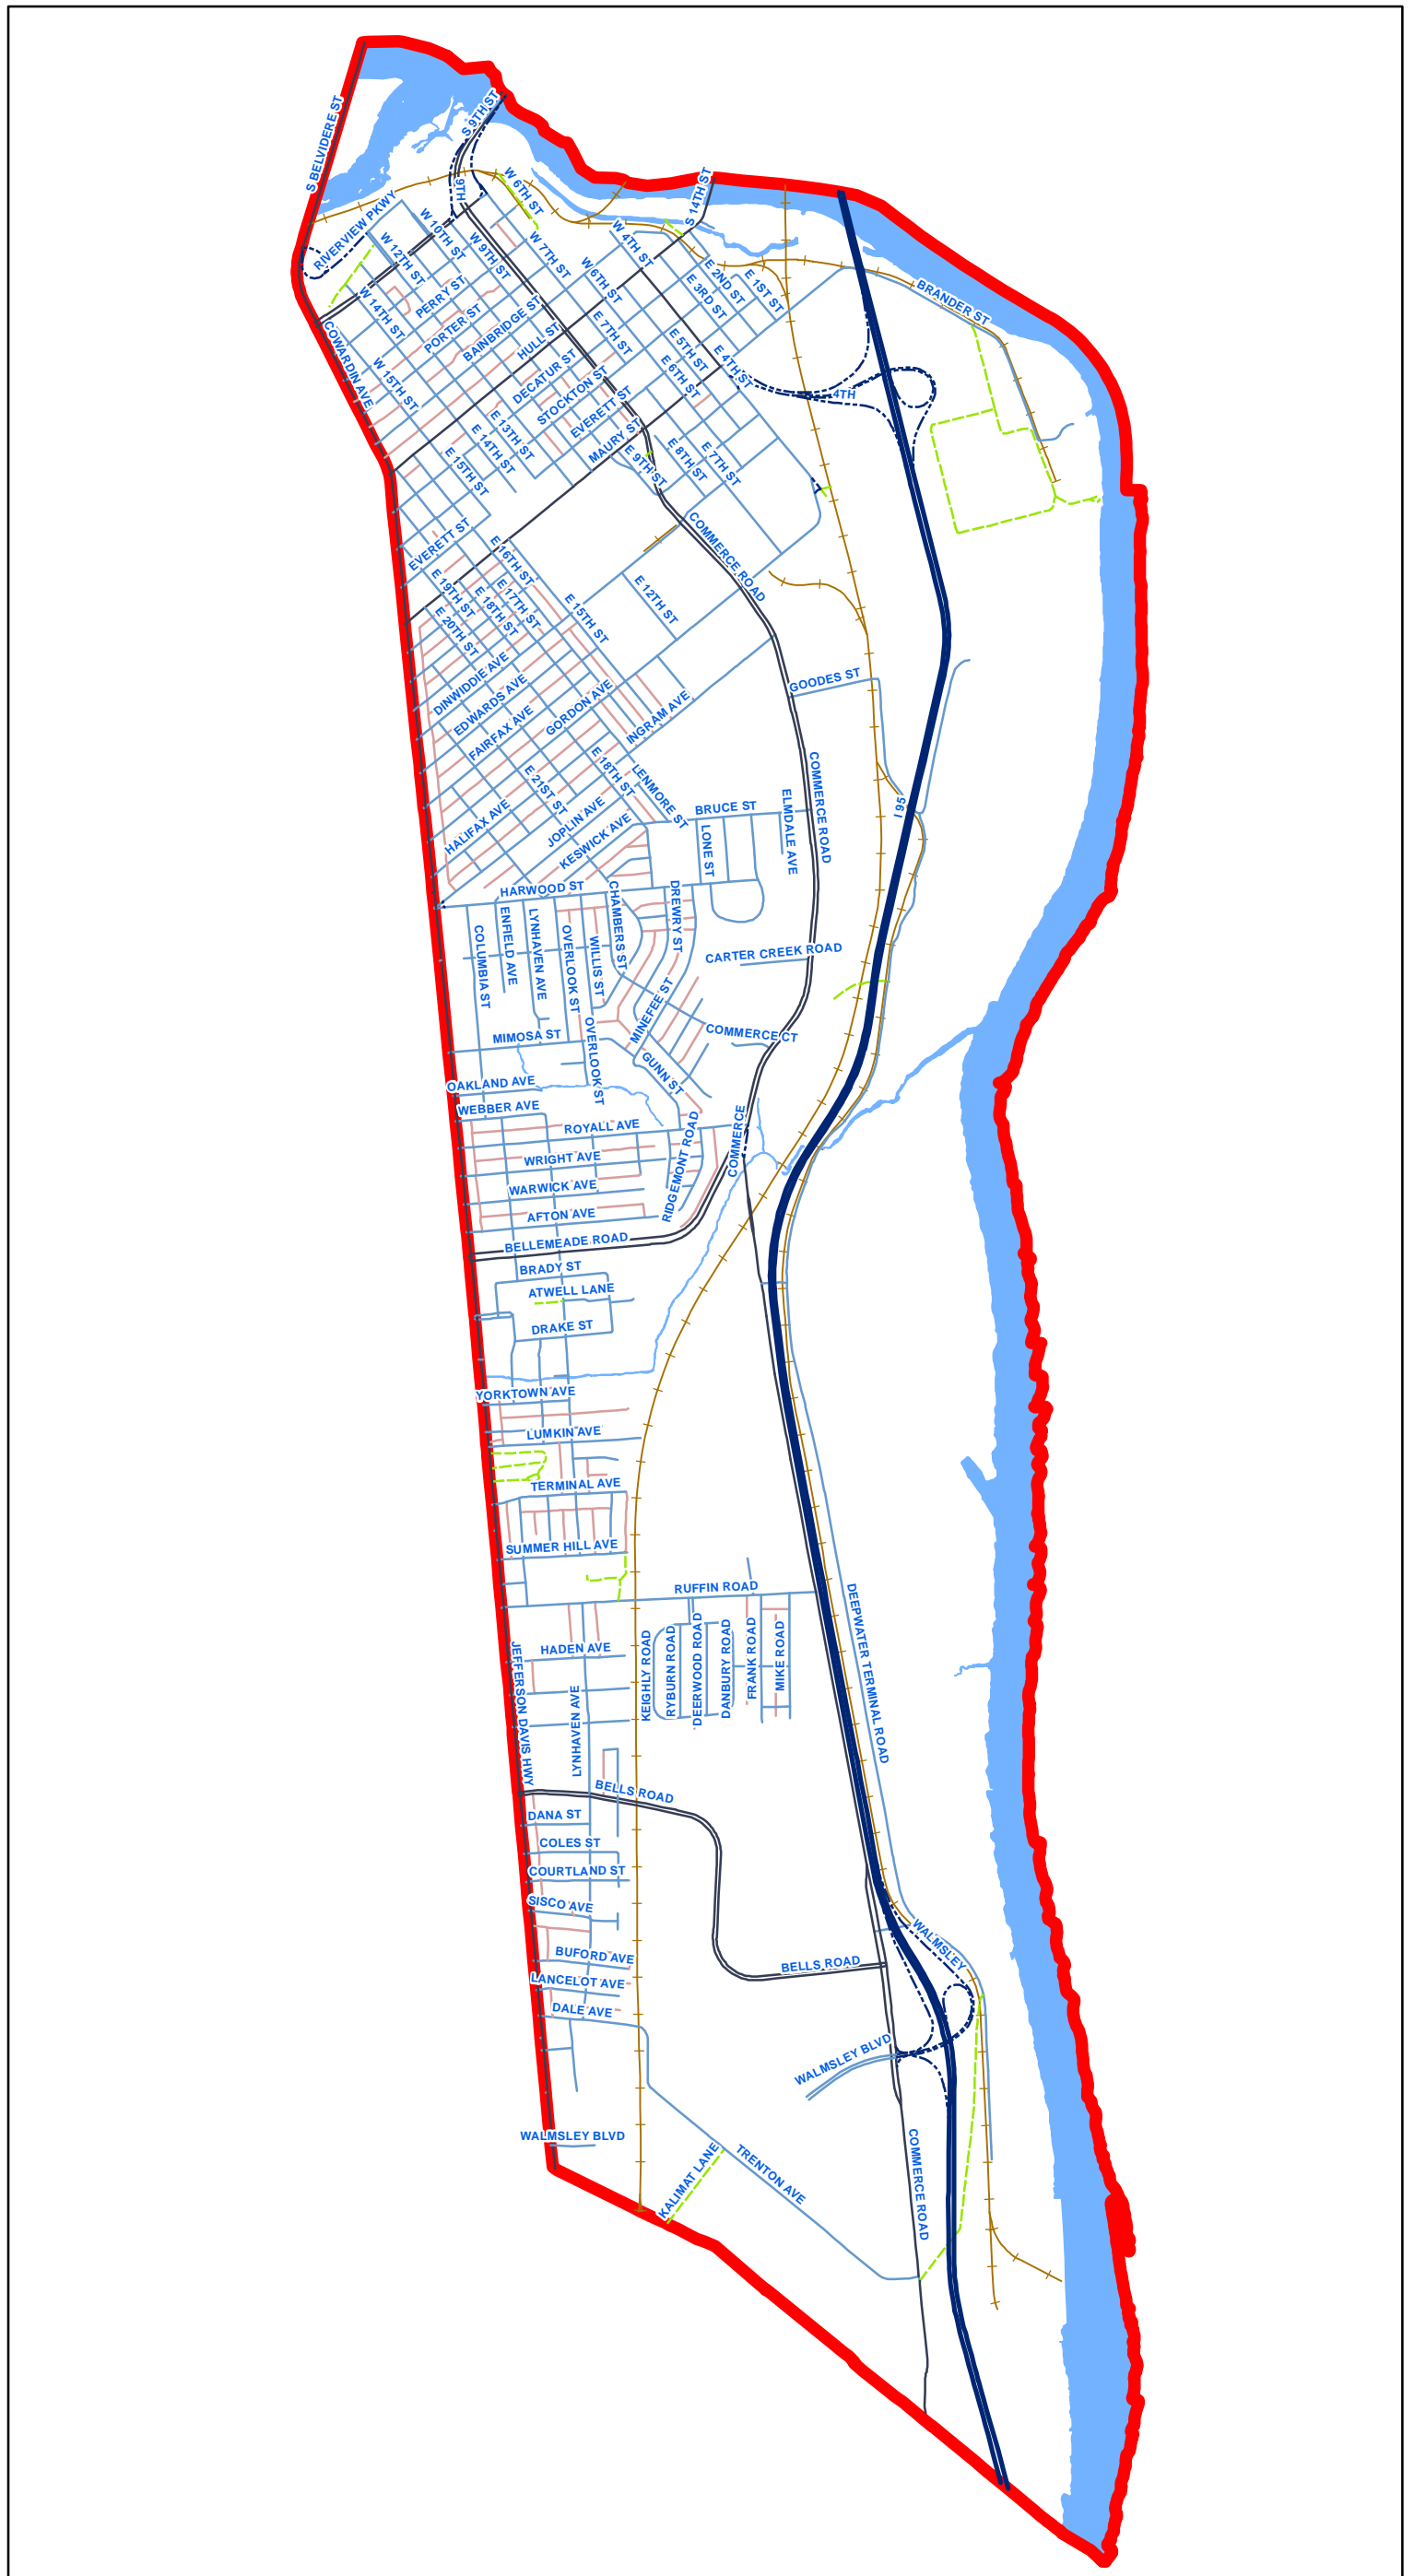 S BELVIDERE ST
S 9TH ST
9TH
W 6TH ST
S 14TH ST
RIVERVIEW PKWY
W 10TH ST
W 4TH ST
W 12TH ST
W 9TH ST
W 7TH ST
W 6TH ST
E 2ND ST
E 1ST ST
E 3RD ST
BRANDER ST
W 14TH ST
PERRY ST
PORTER ST
BAINBRIDGE ST
HULL ST
E 7TH ST
E 5TH ST
E 4TH ST
COWARDIN AVE
W 15TH ST
DECATUR ST
STOCKTON ST
E 6TH ST
4TH
EVERETT ST
E 13TH ST
MAURY ST
E 14TH ST
E 15TH ST
E 9TH ST
E 8TH ST
E 7TH ST
COMMERCE ROAD
EVERETT ST
E 16TH ST
E 19TH ST
E 18TH ST
E 17TH ST
E 20TH ST
E 15TH ST
E 12TH ST
DINWIDDIE AVE
EDWARDS AVE
FAIRFAX AVE
GORDON AVE
INGRAM AVE
GOODES ST
E 18TH ST
E 21ST ST
LENMORE ST
COMMERCE ROAD
I 95
HALIFAX AVE
JOPLIN AVE
KESWICK AVE
BRUCE ST
LONE ST
ELMDALE AVE
HARWOOD ST
COLUMBIA ST
ENFIELD AVE
LYNHAVEN AVE
OVERLOOK ST
WILLIS ST
CHAMBERS ST
DREWRY ST
CARTER CREEK ROAD
MINEFEE ST
COMMERCE CT
MIMOSA ST
OVERLOOK ST
GUNN ST
OAKLAND AVE
WEBBER AVE
ROYALL AVE
RIDGEMONT ROAD
COMMERCE
WRIGHT AVE
WARWICK AVE
AFTON AVE
BELLEMEADE ROAD
BRADY ST
ATWELL LANE
DRAKE ST
YORKTOWN AVE
LUMKIN AVE
TERMINAL AVE
SUMMER HILL AVE
RUFFIN ROAD
DEEPWATER TERMINAL ROAD
JEFFERSON DAVIS HWY
HADEN AVE
LYNHAVEN AVE
KEIGHLY ROAD
RYBURN ROAD
DEERWOOD ROAD
DANBURY ROAD
FRANK ROAD
MIKE ROAD
BELLS ROAD
DANA ST
COLES ST
COURTLAND ST
SISCO AVE
BUFORD AVE
LANCELOT AVE
DALE AVE
BELLS ROAD
WALMSLEY
WALMSLEY BLVD
WALMSLEY BLVD
KALIMAT LANE
TRENTON AVE
COMMERCE ROAD